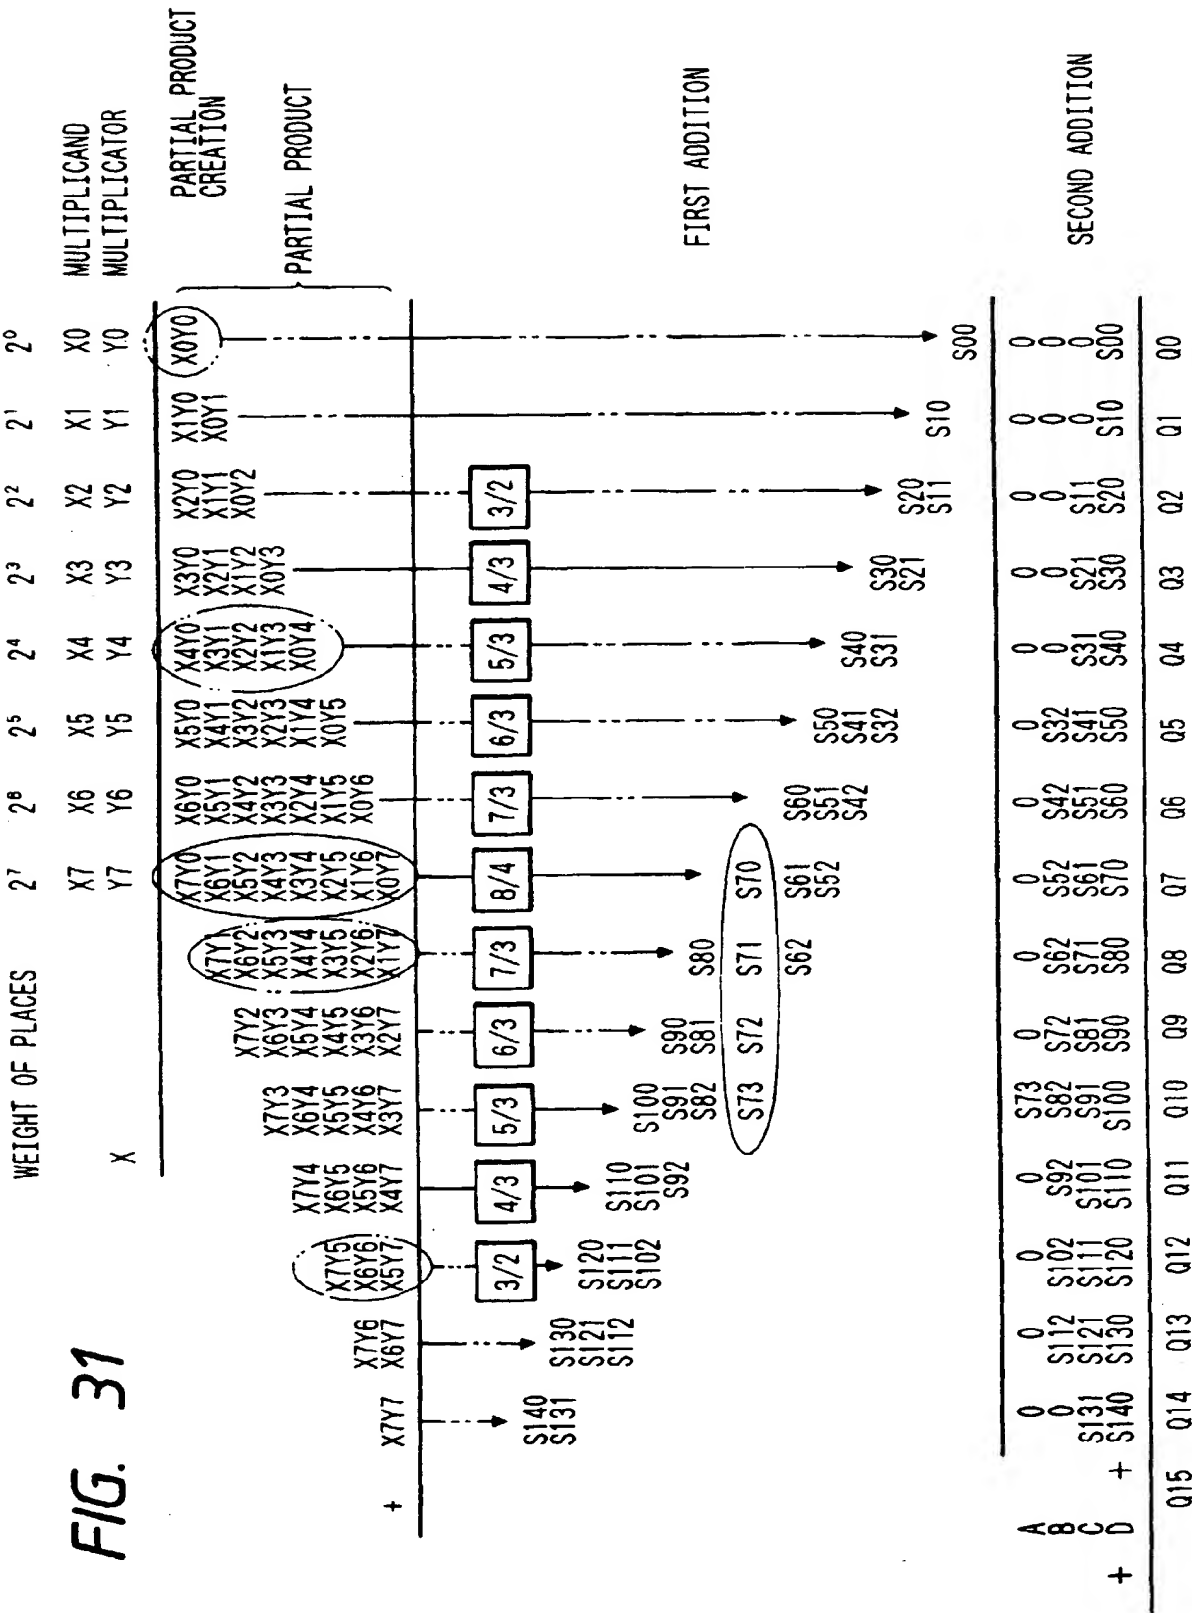 FIG. 31
WEIGHT OF PLACES 2⁷ 2⁶ 2⁵ 2⁴ 2³ 2² 2¹ 2⁰
X7 X6 X5 X4 X3 X2 X1 X0 MULTIPLICAND
X Y7 Y6 Y5 Y4 Y3 Y2 Y1 Y0 MULTIPLICATOR
X7Y0 X6Y0 X5Y0 X4Y0 X3Y0 X2Y0 X1Y0 X0Y0 PARTIAL PRODUCT
X7Y1 X6Y1 X5Y1 X4Y1 X3Y1 X2Y1 X1Y1 X0Y1 CREATION
X7Y2 X6Y2 X5Y2 X4Y2 X3Y2 X2Y2 X1Y2 X0Y2
X7Y3 X6Y3 X5Y3 X4Y3 X3Y3 X2Y3 X1Y3 X0Y3
X7Y4 X6Y4 X5Y4 X4Y4 X3Y4 X2Y4 X1Y4 X0Y4 PARTIAL PRODUCT
X7Y5 X6Y5 X5Y5 X4Y5 X3Y5 X2Y5 X1Y5 X0Y5
X7Y6 X6Y6 X5Y6 X4Y6 X3Y6 X2Y6 X1Y6 X0Y6
+ X7Y7 X6Y7 X5Y7 X4Y7 X3Y7 X2Y7 X1Y7 X0Y7
3/2 4/3 5/3 6/3 7/3 8/4 7/3 6/3 5/3 4/3 3/2
S140
S131 S130
S121 S120
S112 S111 S110
S102 S101 S100
S92 S91 S90
S82 S81 S80 FIRST ADDITION
S73 S72 S71 S70
S62 S61 S60
S52 S51 S50
S42 S41 S40
S32 S31 S30
S21 S20
S11 S10
S00
A 0 0 0 0 S73 0 0 0 0 0 0 0 0 0 0
B 0 S112 S102 S92 S82 S72 S62 S52 S42 S32 0 0 0 0 0
C S131 S121 S111 S101 S91 S81 S71 S61 S51 S41 S31 S21 S11 0 0 SECOND ADDITION
+ D + S140 S130 S120 S110 S100 S90 S80 S70 S60 S50 S40 S30 S20 S10 S00
Q15 Q14 Q13 Q12 Q11 Q10 Q9 Q8 Q7 Q6 Q5 Q4 Q3 Q2 Q1 Q0